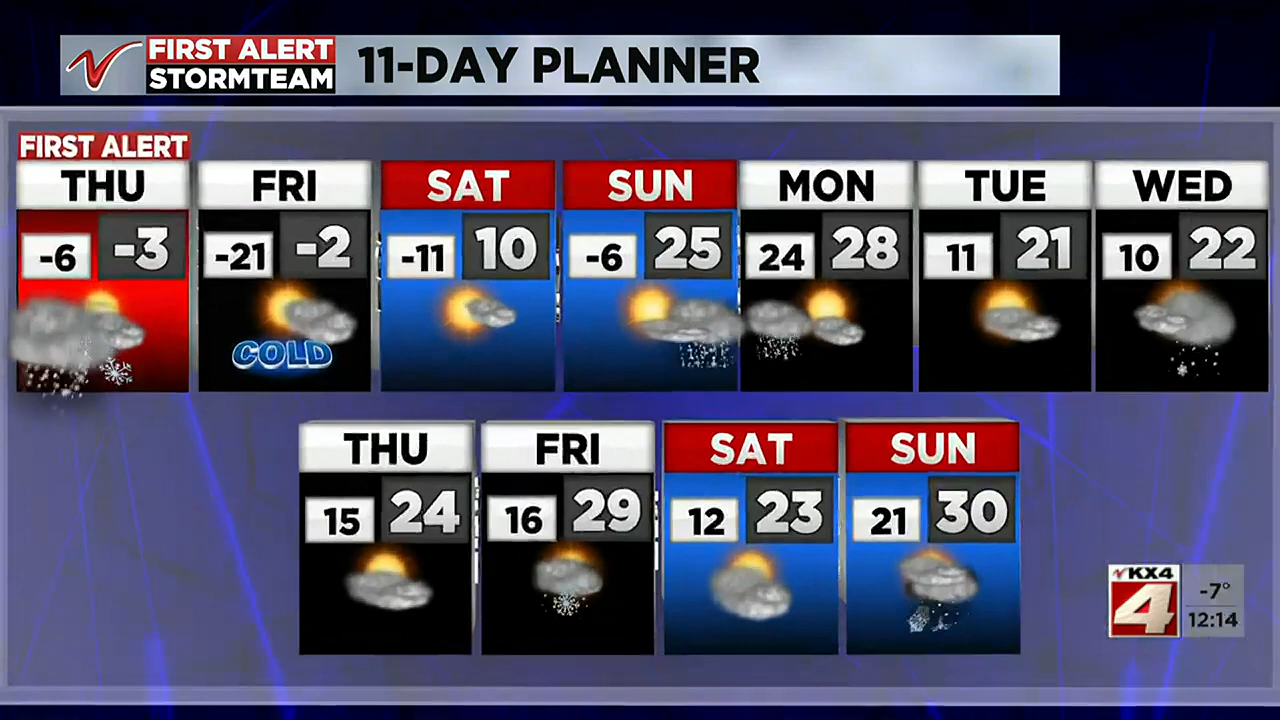 FIRST ALERT
STORMTEAM
11-DAY PLANNER
FIRST ALERT
THU FRI SAT SUN MON TUE WED
-6 -3 -21 -2 -11 10 -6 25 24 28 11 21 10 22
COLD
THU FRI SAT SUN
15 24 16 29 12 23 21 30
KX4
4
-7°
12:14